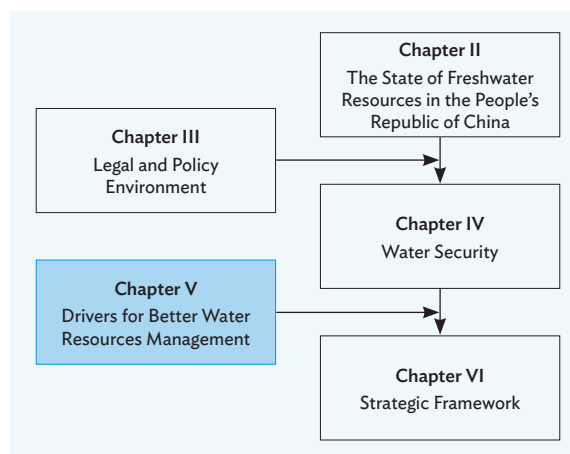 Chapter II
The State of Freshwater
Resources in the People's
Republic of China
Chapter III
Legal and Policy
Environment
Chapter IV
Water Security
Chapter V
Drivers for Better Water
Resources Management
Chapter VI
Strategic Framework